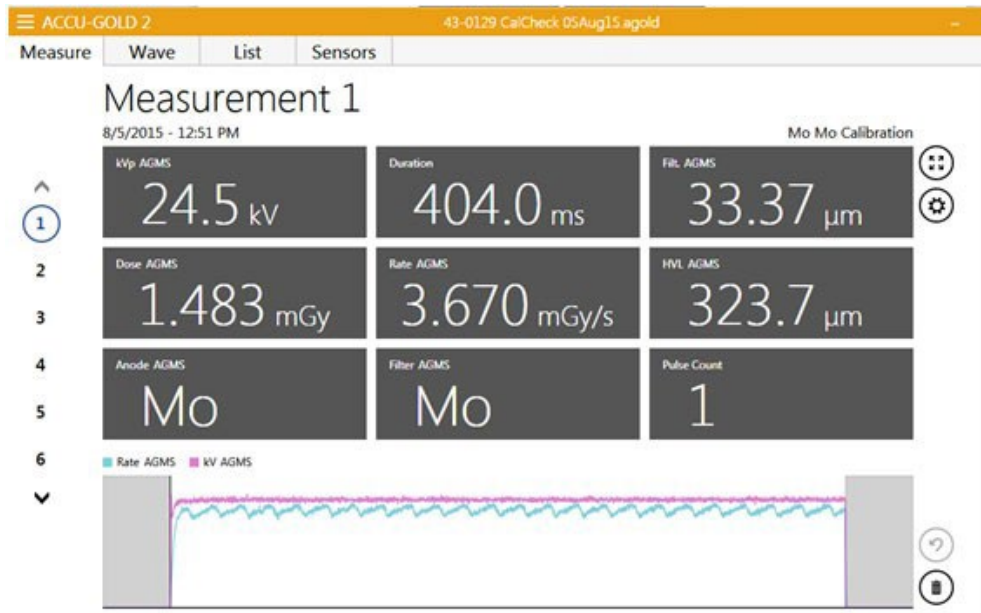 ACCU-GOLD 2
43-0129 CalCheck 05Aug15.agold
Measure Wave List Sensors
Measurement 1
8/5/2015 - 12:51 PM
Mo Mo Calibration
kVp AGMS
24.5 kV
Duration
404.0 ms
Filt. AGMS
33.37 µm
Dose AGMS
1.483 mGy
Rate AGMS
3.670 mGy/s
HVL AGMS
323.7 µm
Anode AGMS
Mo
Filter AGMS
Mo
Pulse Count
1
1
2
3
4
5
6
Rate AGMS kV AGMS